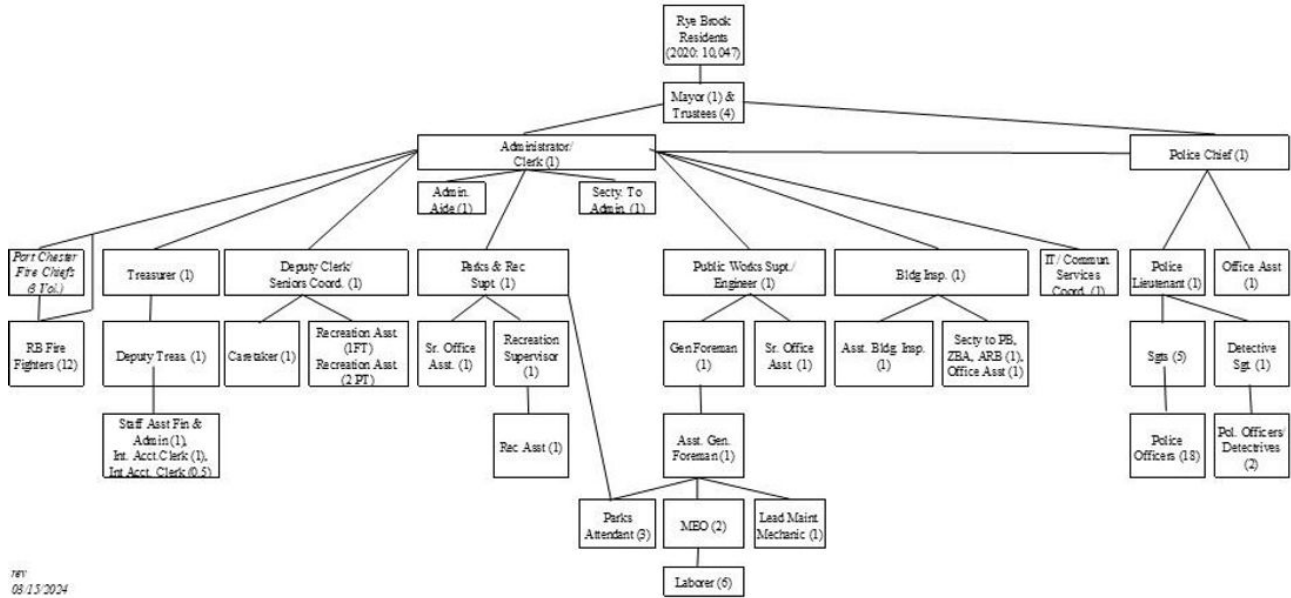 Rye Brook
Residents
(2020: 10,047)
Mayor (1) &
Trustees (4)
Administrator/
Clerk (1)
Police Chief (1)
Admin.
Aide (1)
Secty. To
Admin. (1)
Port Chester
Fire Chiefs
(3 Vol.)
Treasurer (1)
Deputy Clerk/
Seniors Coord. (1)
Parks & Rec
Supt. (1)
Public Works Supt./
Engineer (1)
Bldg Insp. (1)
IT / Commun.
Services
Coord. (1)
Police
Lieutenant (1)
Office Asst
(1)
RB Fire
Fighters (12)
Deputy Treas. (1)
Caretaker (1)
Recreation Asst.
(1FT)
Recreation Asst.
(2 PT)
Sr. Office
Asst. (1)
Recreation
Supervisor
(1)
Gen Foreman
(1)
Sr. Office
Asst. (1)
Asst. Bldg. Insp.
(1)
Secty to PB,
ZBA, ARB (1),
Office Asst (1)
Sgts (5)
Detective
Sgt. (1)
Staff Asst Fin &
Admin (1),
Int. Acct.Clerk (1),
Int Acct. Clerk (0.5)
Rec Asst (1)
Asst. Gen.
Foreman (1)
Police
Officers (18)
Pol. Officers/
Detectrives
(2)
Parks
Attendant (3)
MEO (2)
Lead Maint.
Mechanic (1)
Laborer (6)
rev
03/15/2024